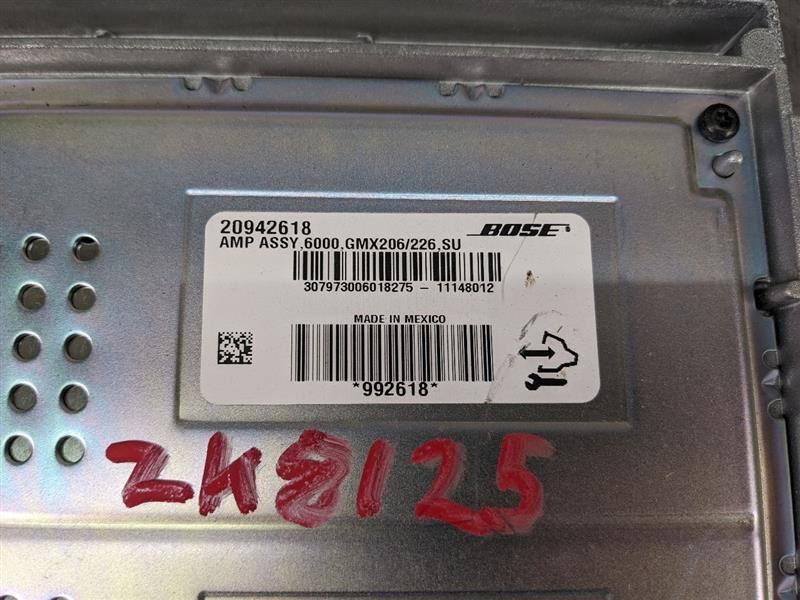 20942618
BOSE®
AMP ASSY,6000,GMX206/226,SU
307973006018275 - 11148012
MADE IN MEXICO
*992618*
ZK8125